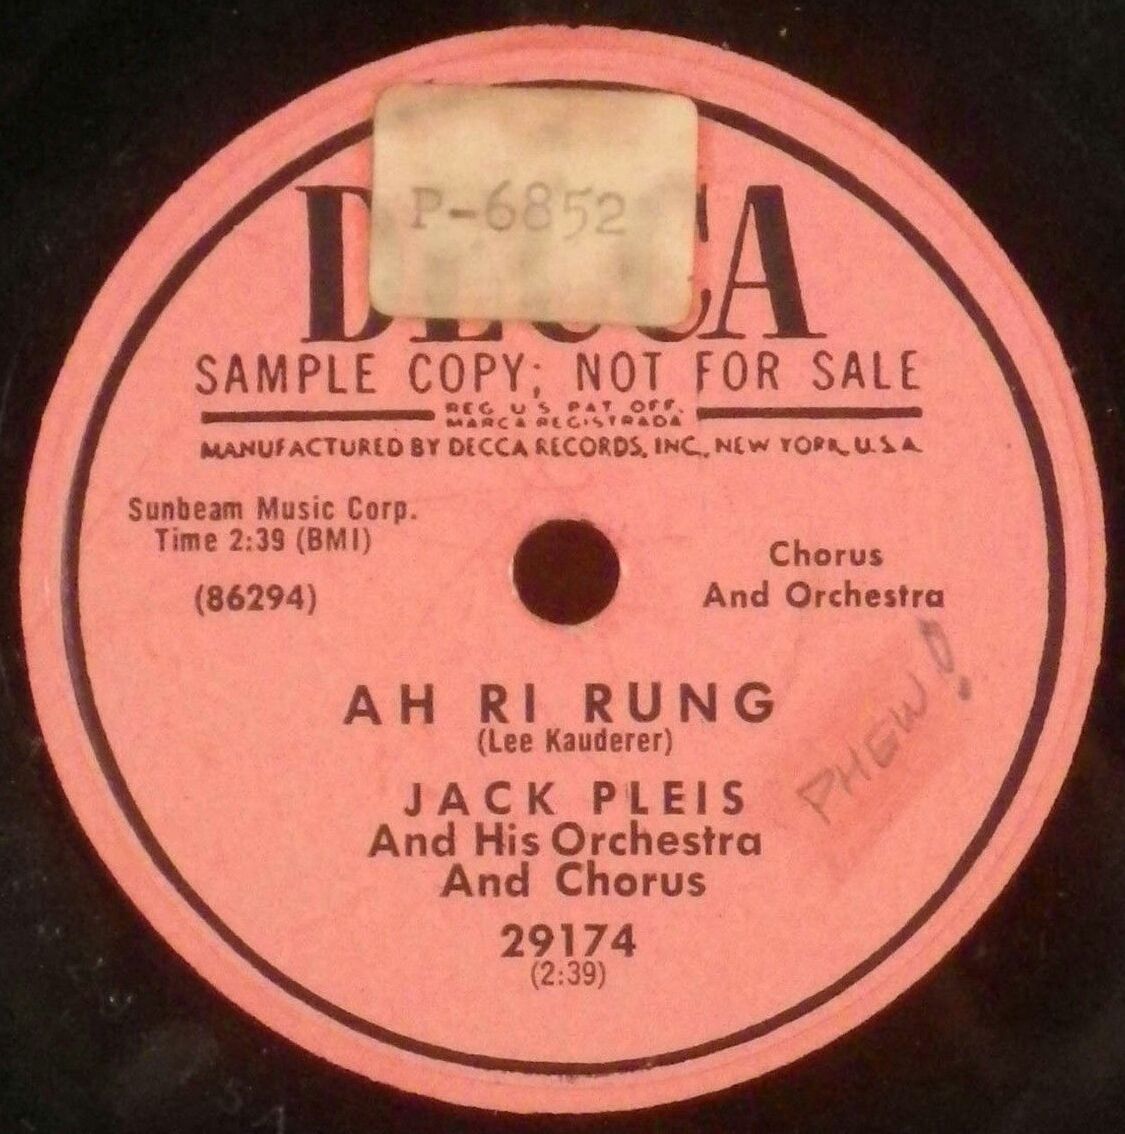 P-6852
DECCA
SAMPLE COPY; NOT FOR SALE
REG. U.S. PAT. OFF.
MARCA REGISTRADA
MANUFACTURED BY DECCA RECORDS, INC., NEW YORK, U.S.A.
Sunbeam Music Corp.
Time 2:39 (BMI)
(86294)
Chorus
And Orchestra
AH RI RUNG
(Lee Kauderer)
PHEW!
JACK PLEIS
And His Orchestra
And Chorus
29174
(2:39)